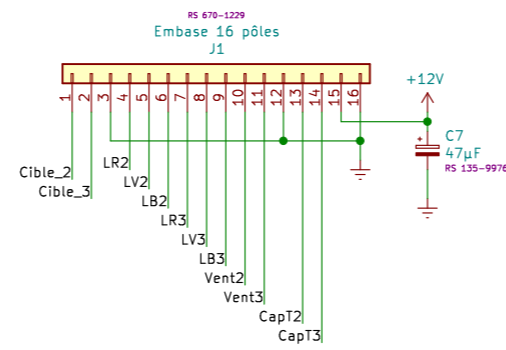 RS 670-1229
Embase 16 pôles
J1
1 2 3 4 5 6 7 8 9 10 11 12 13 14 15 16
+12V
+
C7
47µF
RS 135-9976
Cible_2
Cible_3
LR2
LV2
LB2
LR3
LV3
LB3
Vent2
Vent3
CapT2
CapT3